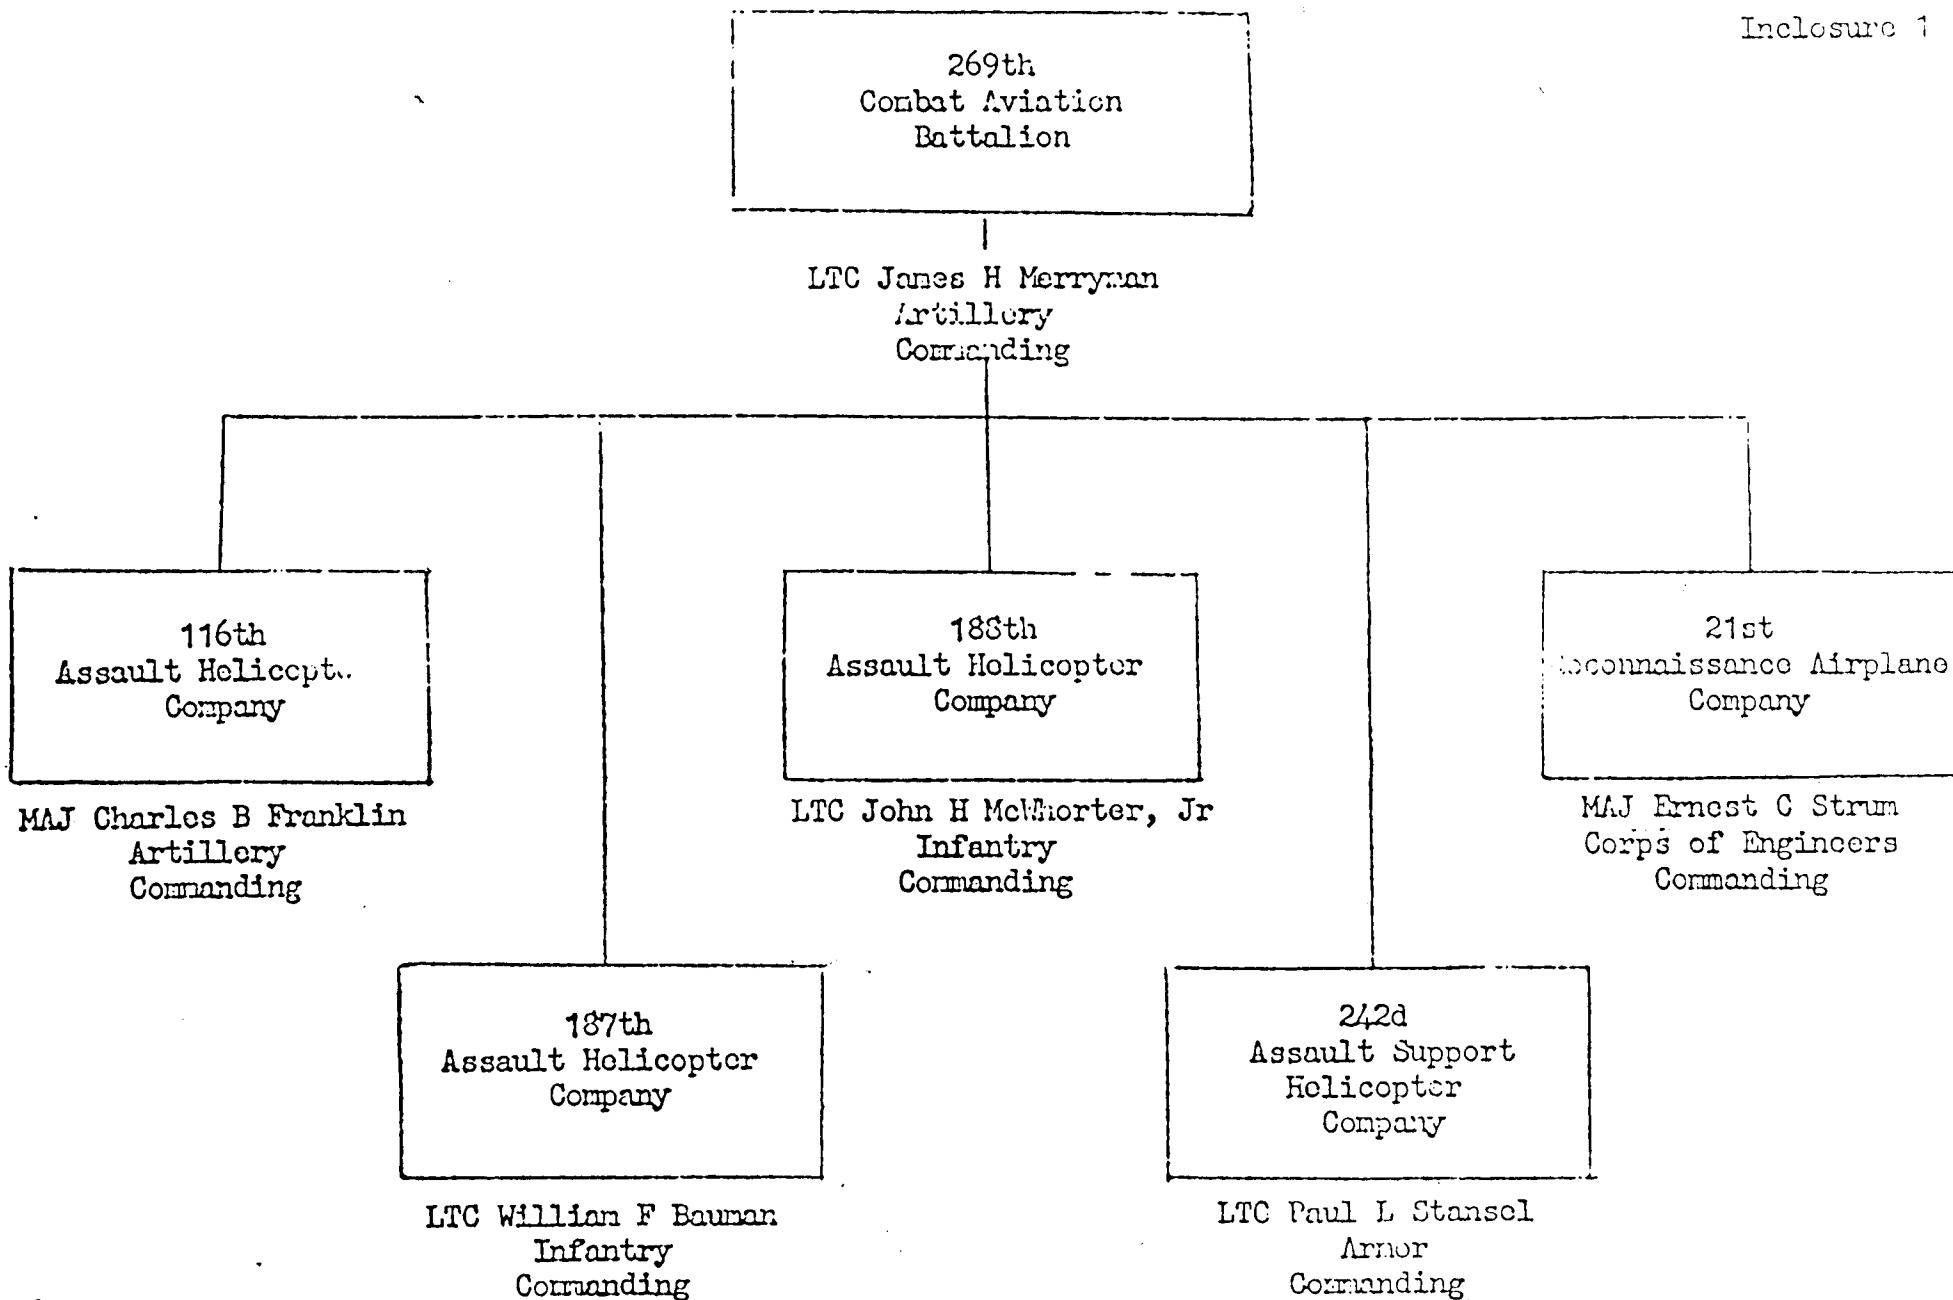 Inclosure 1
269th
Combat Aviation
Battalion
LTC James H Merryman
Artillery
Commanding
116th
Assault Helicopter
Company
MAJ Charles B Franklin
Artillery
Commanding
188th
Assault Helicopter
Company
LTC John H McWhorter, Jr
Infantry
Commanding
21st
Reconnaissance Airplane
Company
MAJ Ernest C Strum
Corps of Engineers
Commanding
187th
Assault Helicopter
Company
LTC William F Bauman
Infantry
Commanding
242d
Assault Support
Helicopter
Company
LTC Paul L Stansel
Armor
Commanding